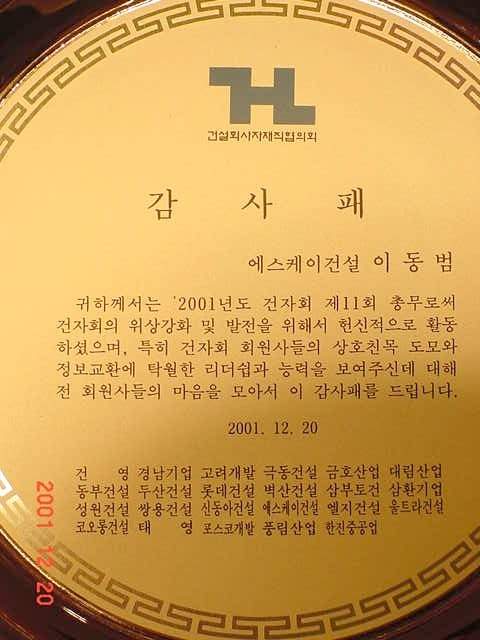 건설회사자재직협의회
감 사 패
에스케이건설 이 동 범
귀하께서는 '2001년도 건자회 제11회 총무로써
건자회의 위상강화 및 발전을 위해서 헌신적으로 활동
하셨으며, 특히 건자회 회원사들의 상호친목 도모와
정보교환에 탁월한 리더쉽과 능력을 보여주신데 대해
전 회원사들의 마음을 모아서 이 감사패를 드립니다.
2001. 12. 20
건 영 경남기업 고려개발 극동건설 금호산업 대림산업
동부건설 두산건설 롯데건설 벽산건설 삼부토건 삼환기업
성원건설 쌍용건설 신동아건설 에스케이건설 엘지건설 울트라건설
코오롱건설 태 영 포스코개발 풍림산업 한진중공업
2001 12 20